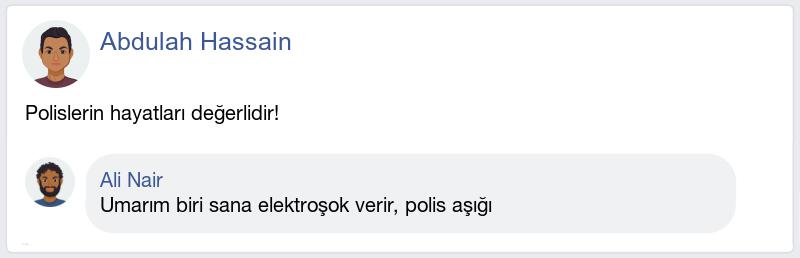 Abdulah Hassain
Polislerin hayatları değerlidir!
Ali Nair
Umarım biri sana elektroşok verir, polis aşığı